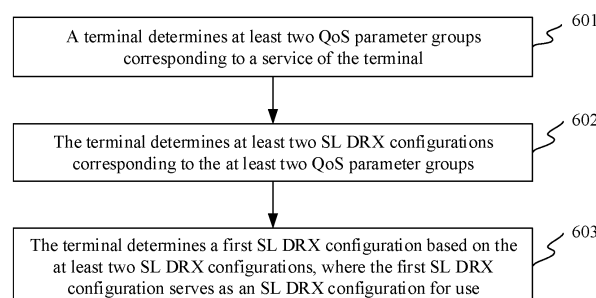 601
A terminal determines at least two QoS parameter groups
corresponding to a service of the terminal
602
The terminal determines at least two SL DRX configurations
corresponding to the at least two QoS parameter groups
603
The terminal determines a first SL DRX configuration based on the
at least two SL DRX configurations, where the first SL DRX
configuration serves as an SL DRX configuration for use